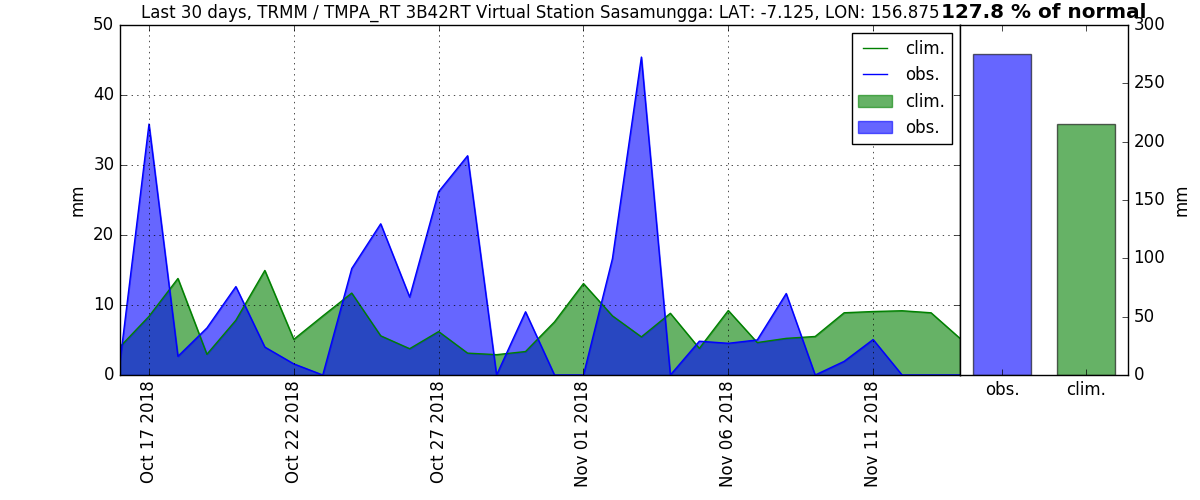 Last 30 days, TRMM / TMPA_RT 3B42RT Virtual Station Sasamungga: LAT: -7.125, LON: 156.875
127.8 % of normal
50
40
30
20
10
0
mm
clim.
obs.
clim.
obs.
Oct 17 2018
Oct 22 2018
Oct 27 2018
Nov 01 2018
Nov 06 2018
Nov 11 2018
300
250
200
150
100
50
0
mm
obs.
clim.